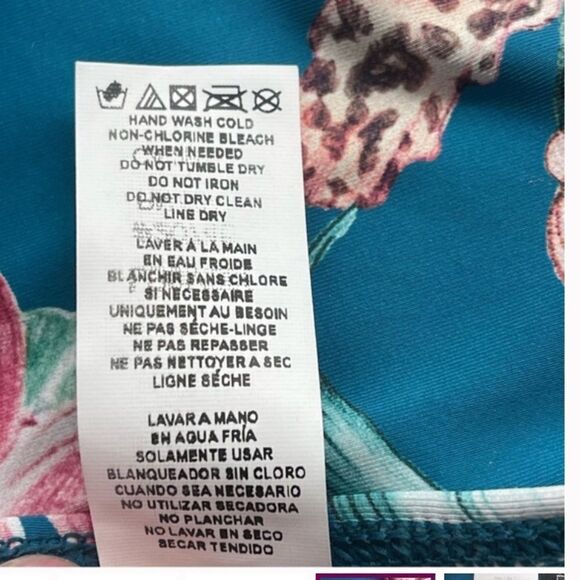 HAND WASH COLD
NON-CHLORINE BLEACH
WHEN NEEDED
DO NOT TUMBLE DRY
DO NOT IRON
DO NOT DRY CLEAN
LINE DRY
LAVER À LA MAIN
EN EAU FROIDE
BLANCHIR SANS CHLORE
SI NECESSAIRE
UNIQUEMENT AU BESOIN
NE PAS SÉCHE-LINGE
NE PAS REPASSER
NE PAS NETTOYER A SEC
LIGNE SÉCHE
LAVAR A MANO
EN AGUA FRÍA
SOLAMENTE USAR
BLANQUEADOR SIN CLORO
CUANDO SEA NECESARIO
NO UTILIZAR SECADORA
NO PLANCHAR
NO LAVAR EN SECO
SECAR TENDIDO